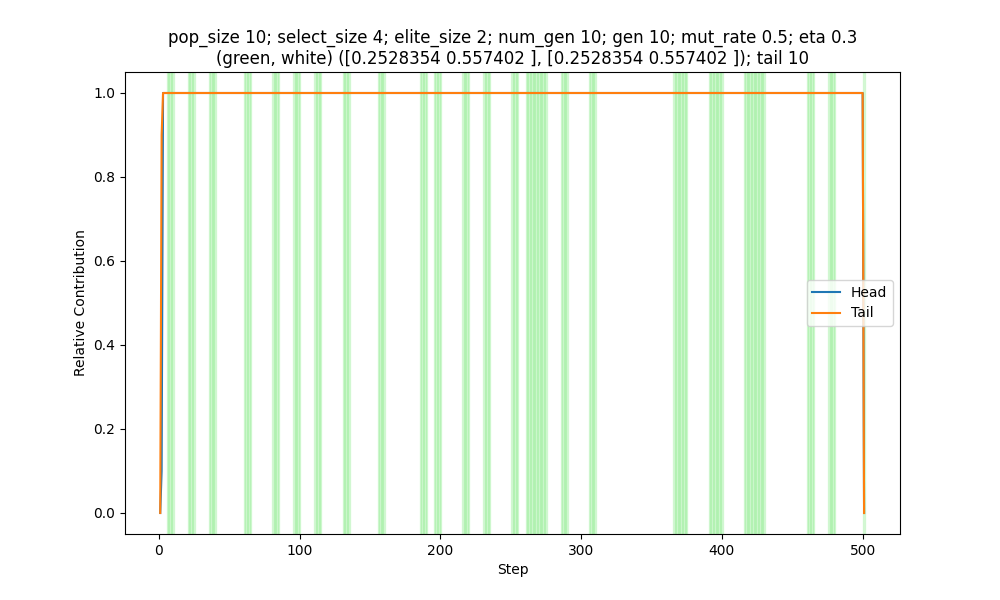 pop_size 10; select_size 4; elite_size 2; num_gen 10; gen 10; mut_rate 0.5; eta 0.3
(green, white) ([0.2528354 0.557402 ], [0.2528354 0.557402 ]); tail 10
1.0
0.8
0.6
0.4
0.2
0.0
Relative Contribution
Head
Tail
0
100
200
300
400
500
Step